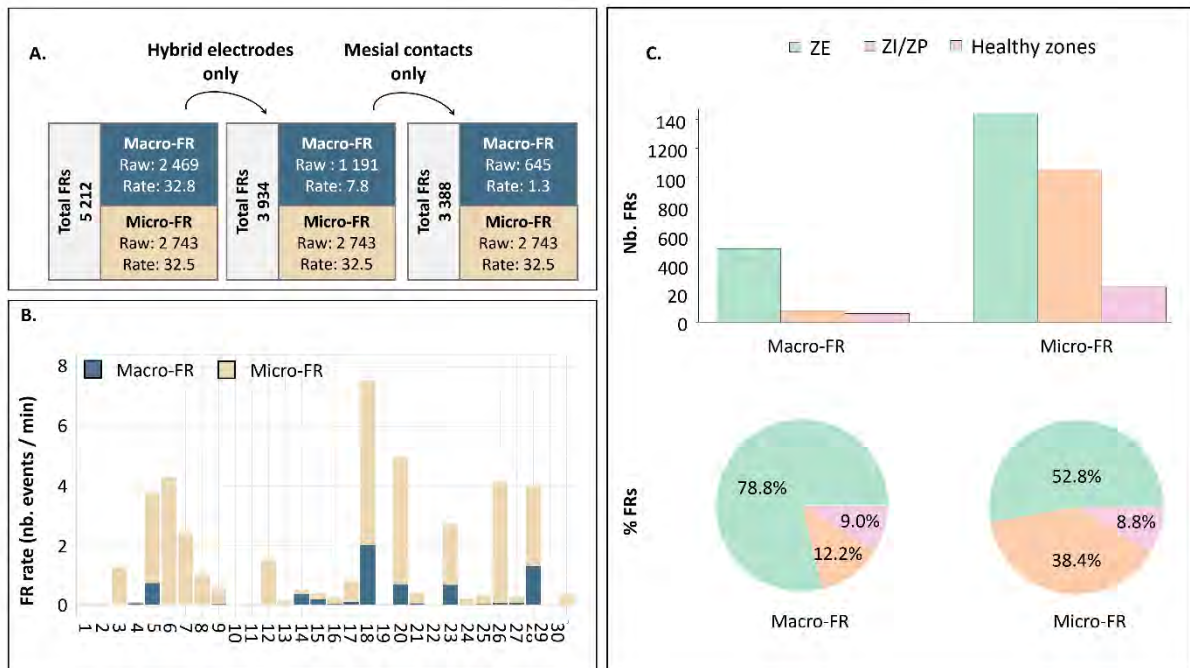 A.
Hybrid electrodes
only
Mesial contacts
only
Total FRs
5 212
Macro-FR
Raw: 2 469
Rate: 32.8
Micro-FR
Raw: 2 743
Rate: 32.5
Total FRs
3 934
Macro-FR
Raw : 1 191
Rate: 7.8
Micro-FR
Raw: 2 743
Rate: 32.5
Total FRs
3 388
Macro-FR
Raw: 645
Rate: 1.3
Micro-FR
Raw: 2 743
Rate: 32.5
B.
Macro-FR
Micro-FR
FR rate (nb. events / min)
8
6
4
2
0
1 2 3 4 5 6 7 8 9 10 11 12 13 14 15 16 17 18 19 20 21 22 23 24 25 26 27 28 29 30
C.
ZE ZI/ZP Healthy zones
Nb. FRs
140
1200
100
800
600
400
20
0
Macro-FR Micro-FR
% FRs
78.8%
9.0%
12.2%
52.8%
8.8%
38.4%
Macro-FR
Micro-FR